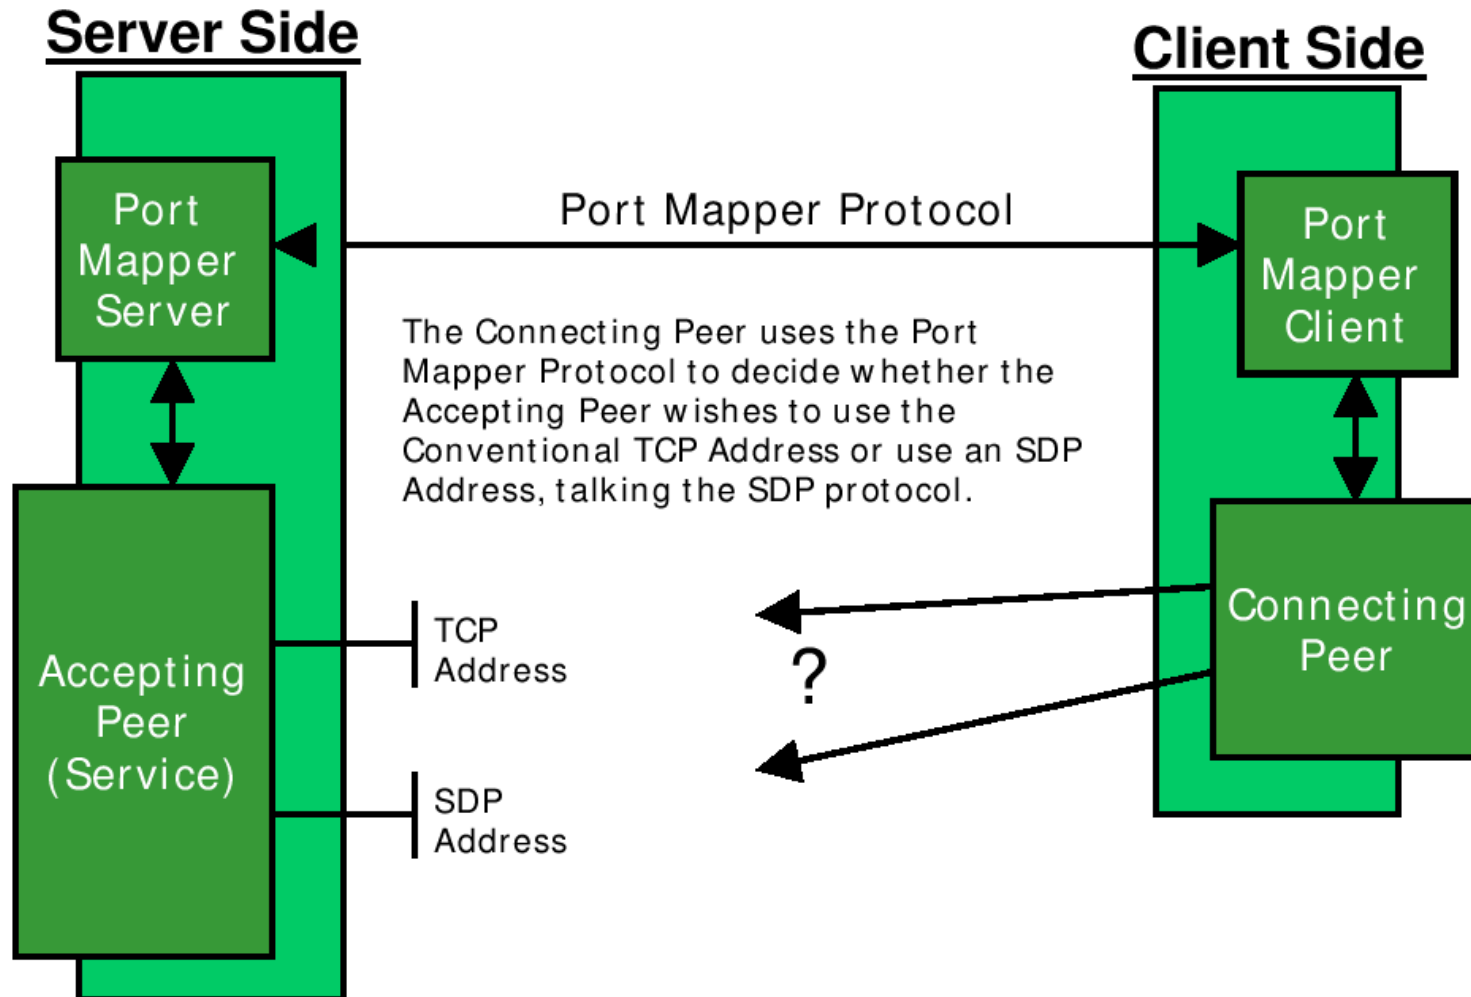 Server Side
Client Side
Port
Mapper
Server
Port Mapper Protocol
Port
Mapper
Client
The Connecting Peer uses the Port
Mapper Protocol to decide whether the
Accepting Peer wishes to use the
Conventional TCP Address or use an SDP
Address, talking the SDP protocol.
Accepting
Peer
(Service)
TCP
Address
SDP
Address
?
Connecting
Peer